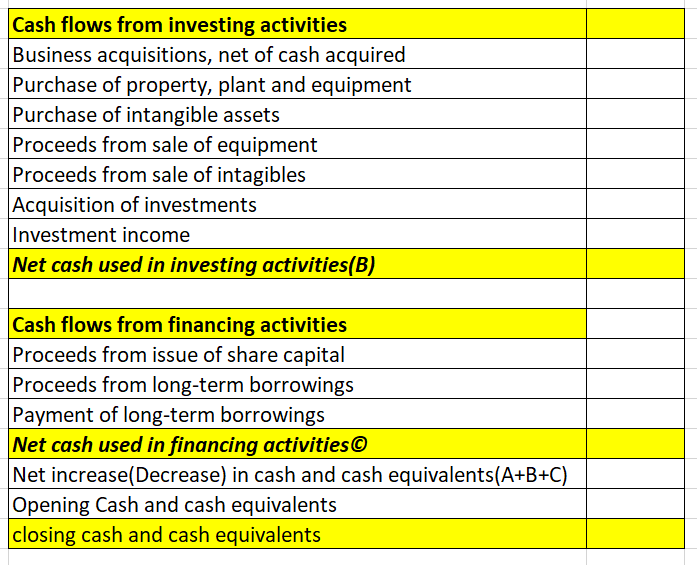 Cash flows from investing activities
Business acquisitions, net of cash acquired
Purchase of property, plant and equipment
Purchase of intangible assets
Proceeds from sale of equipment
Proceeds from sale of intagibles
Acquisition of investments
Investment income
Net cash used in investing activities(B)
Cash flows from financing activities
Proceeds from issue of share capital
Proceeds from long-term borrowings
Payment of long-term borrowings
Net cash used in financing activities©
Net increase(Decrease) in cash and cash equivalents(A+B+C)
Opening Cash and cash equivalents
closing cash and cash equivalents